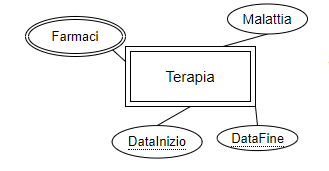 Malattia
Farmaci
Terapia
DataInizio
DataFine